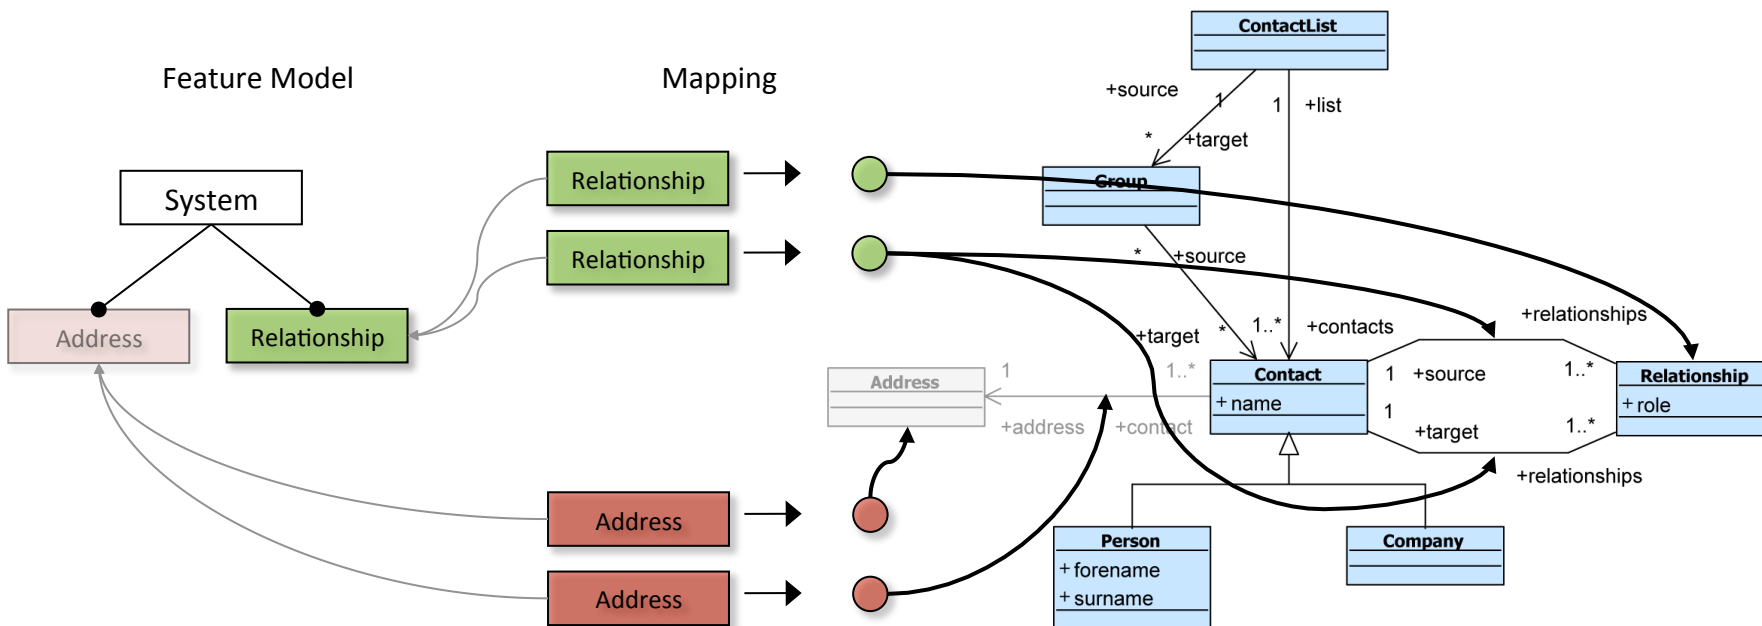 Feature Model
Mapping
ContactList
+source
1
1
+list
*
+target
Relationship
Group
System
Relationship
*
+source
+target
*
1..*
+contacts
+relationships
Address
Relationship
Address
1
1..*
Contact
1
+source
1..*
Relationship
+ name
+ role
+address
+contact
1
+target
1..*
+relationships
Address
Person
Company
+ forename
Address
+ surname